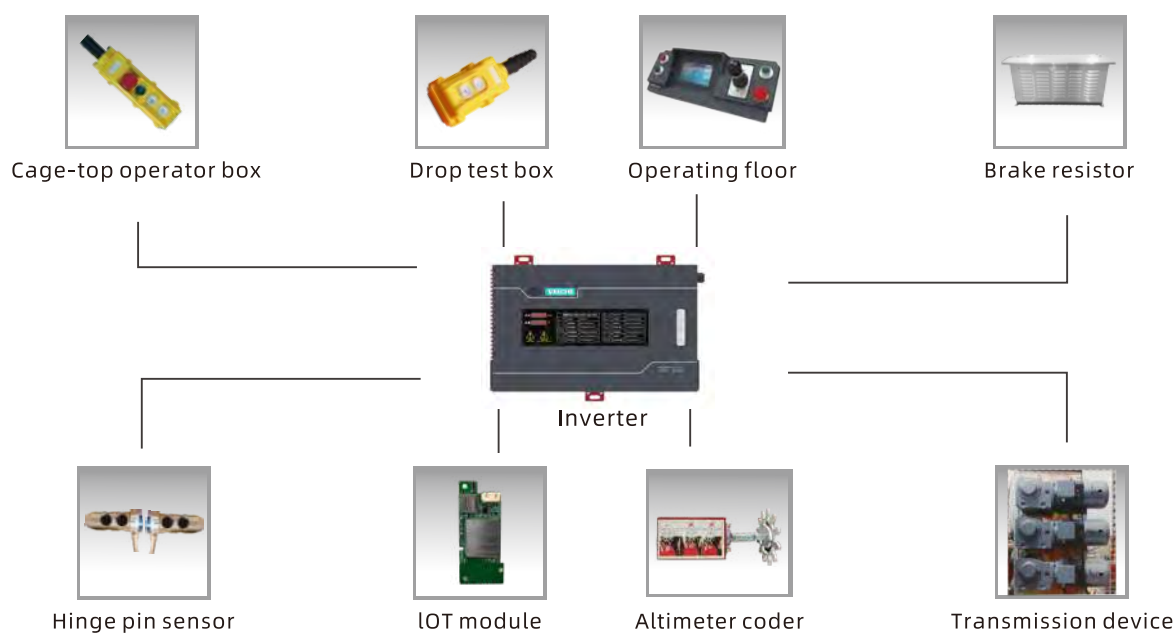 Cage-top operator box
Drop test box
Operating floor
Brake resistor
Inverter
Hinge pin sensor
lOT module
Altimeter coder
Transmission device